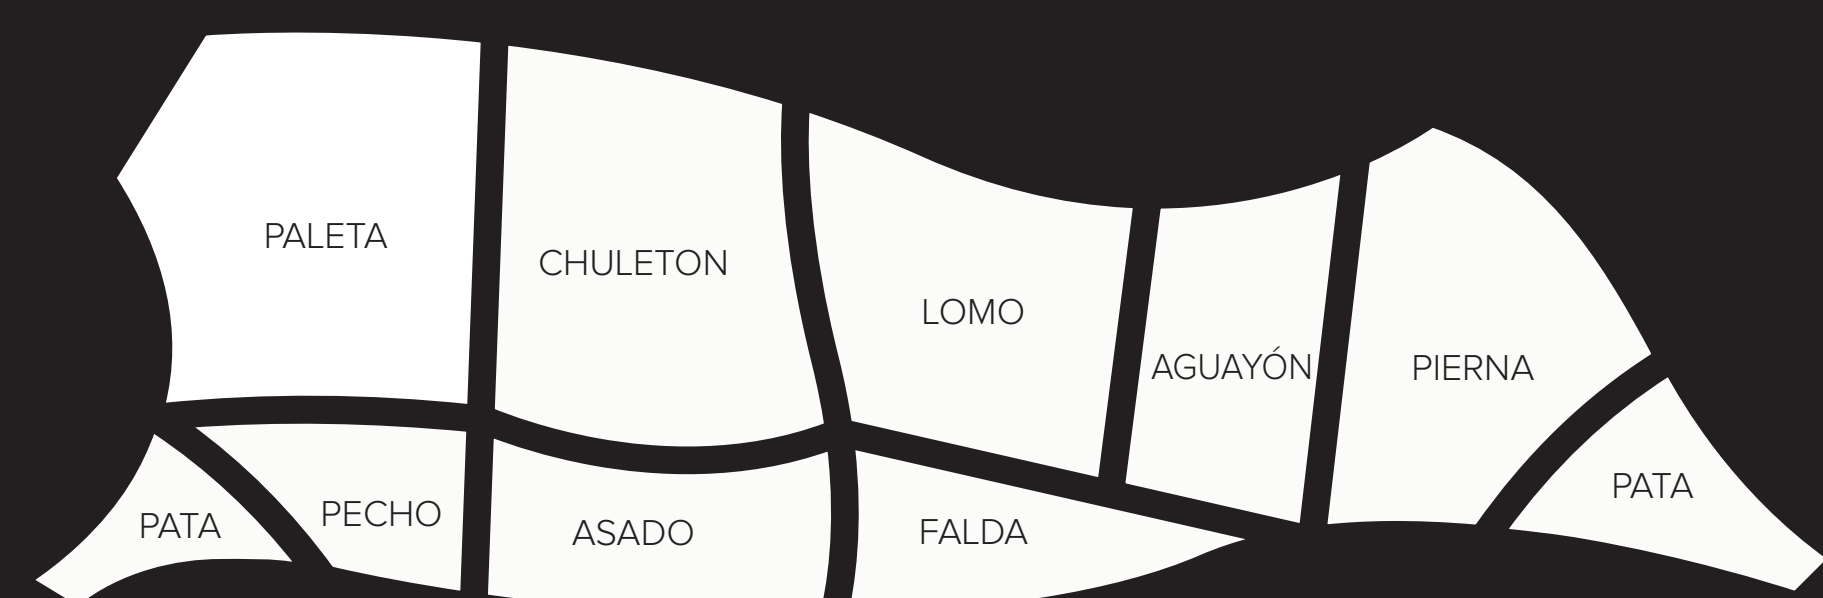 PALETA
CHULETON
LOMO
AGUAYÓN
PIERNA
PATA
PECHO
ASADO
FALDA
PATA